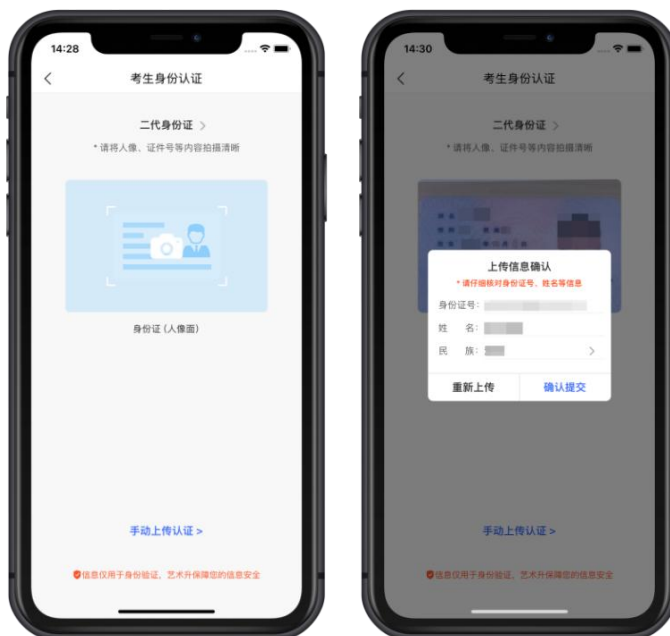 14:28
考生身份认证
二代身份证 >
*请将人像、证件号等内容拍摄清晰
身份证 (人像面)
手动上传认证 >
信息仅用于身份验证，艺术升保障您的信息安全
14:30
考生身份认证
二代身份证 >
*请将人像、证件号等内容拍摄清晰
上传信息确认
*请仔细核对身份证号、姓名等信息
身份证号：
姓 名：
民 族：
重新上传 确认提交
手动上传认证 >
信息仅用于身份验证，艺术升保障您的信息安全